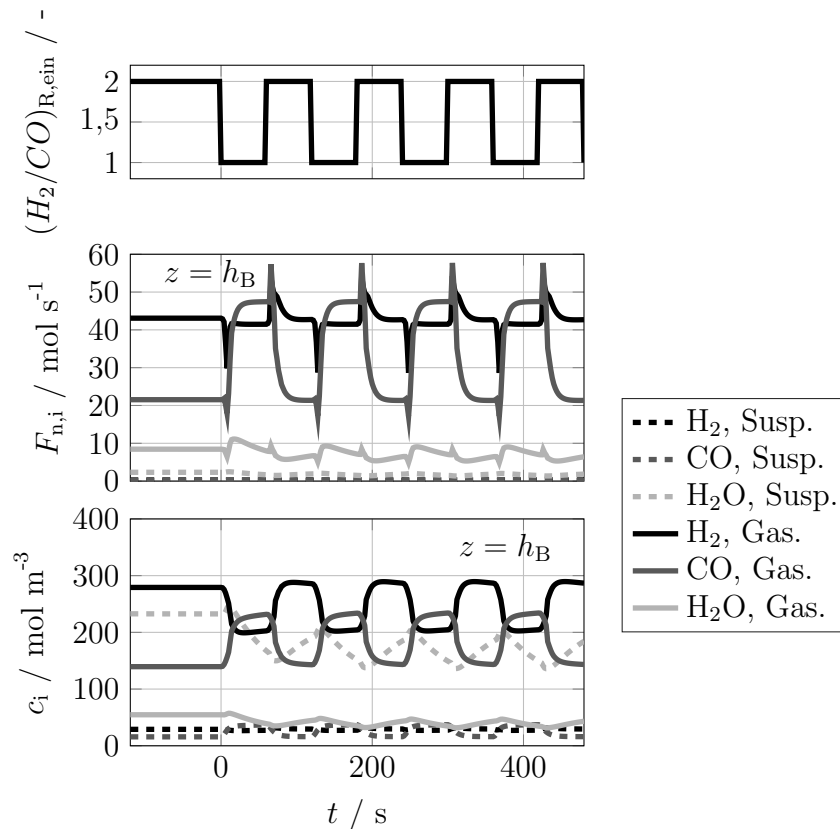 (H₂/CO)R,ein / -
2
1,5
1
Fn,i / mol s⁻¹
60
50
40
30
20
10
0
z = hB
cᵢ / mol m⁻³
400
300
200
100
0
z = hB
0 200 400
t / s
H₂, Susp.
CO, Susp.
H₂O, Susp.
H₂, Gas.
CO, Gas.
H₂O, Gas.